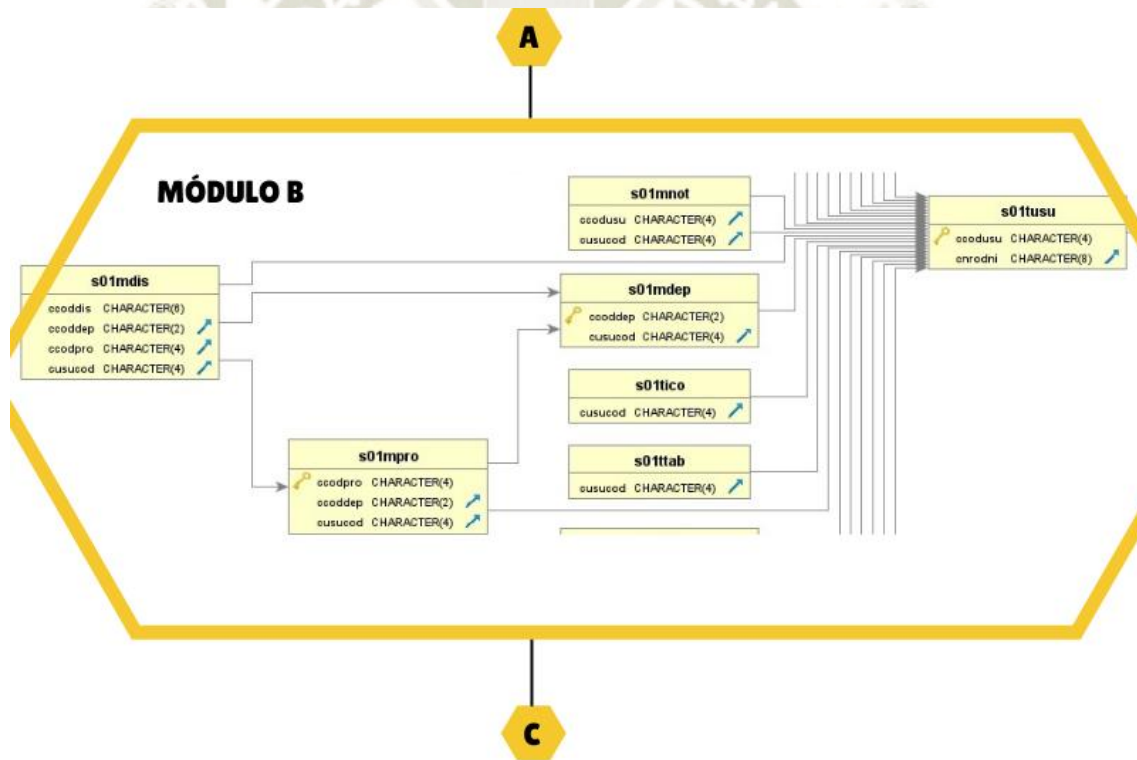 A
MÓDULO B
s01mnot
ccodusu CHARACTER(4)
cusucod CHARACTER(4)
s01tusu
ccodusu CHARACTER(4)
cnrodni CHARACTER(8)
s01mdis
ccoddis CHARACTER(6)
ccoddep CHARACTER(2)
ccodpro CHARACTER(4)
cusucod CHARACTER(4)
s01mdep
ccoddep CHARACTER(2)
cusucod CHARACTER(4)
s01tico
cusucod CHARACTER(4)
s01mpro
ccodpro CHARACTER(4)
ccoddep CHARACTER(2)
cusucod CHARACTER(4)
s01ttab
cusucod CHARACTER(4)
C